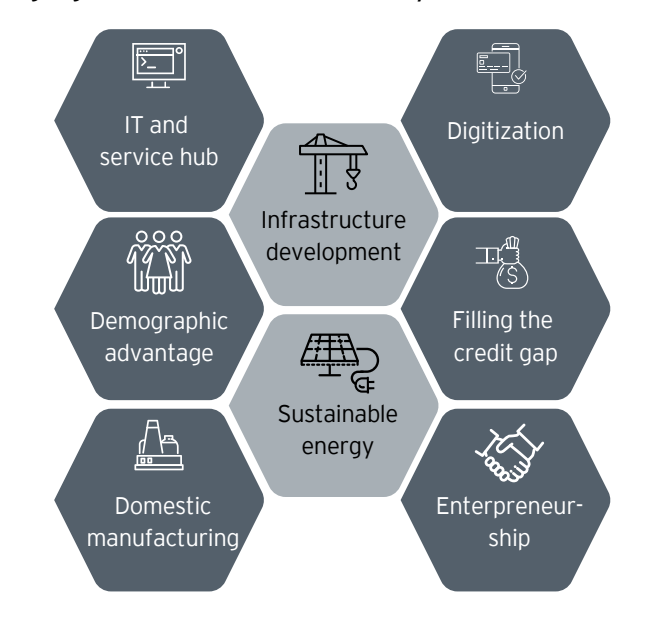 IT and
service hub
Digitization
Infrastructure
development
Demographic
advantage
Filling the
credit gap
Sustainable
energy
Domestic
manufacturing
Enterpreneur-
ship